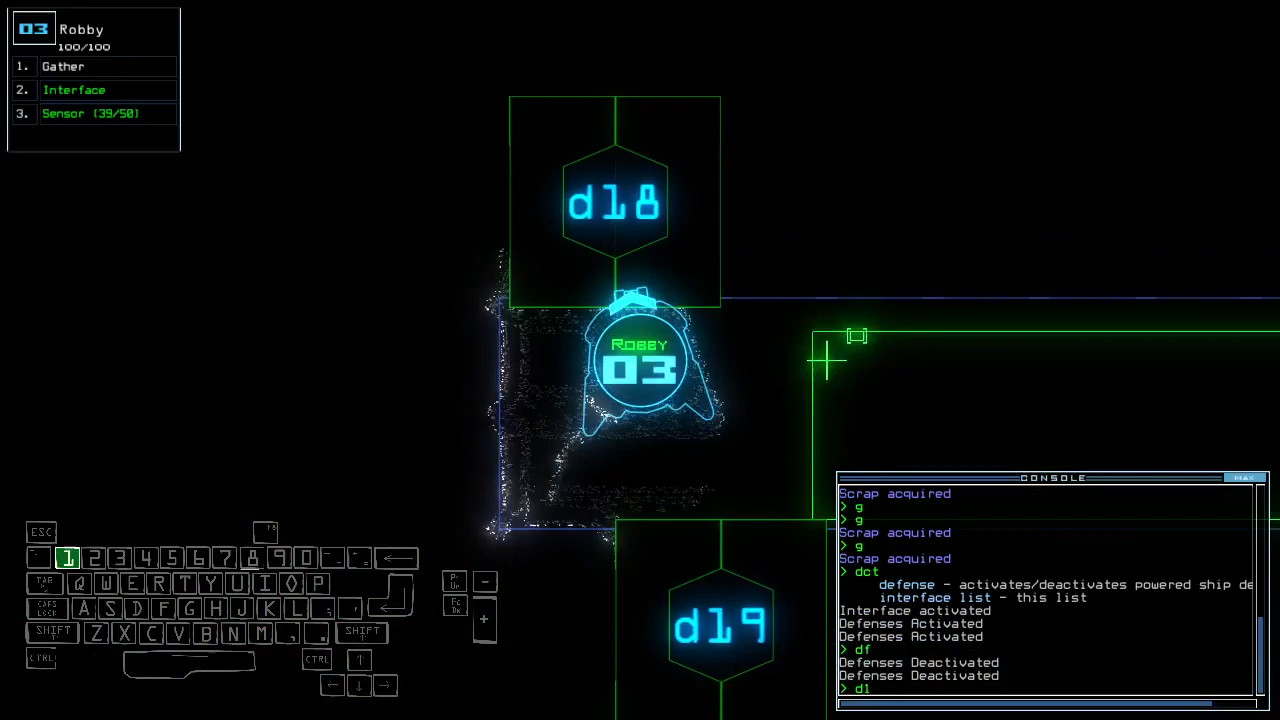 03 Robby
100/100
1. Gather
2. Interface
3. Sensor (39/50)
d18
Robby
03
d19
CONSOLE
MAX
Scrap acquired
> g
> g
Scrap acquired
> g
Scrap acquired
> dct
defense - activates/deactivates powered ship de
interface list - this list
Interface activated
Defenses Activated
Defenses Activated
> df
Defenses Deactivated
Defenses Deactivated
> d1
ESC
1 2 3 4 5 6 7 8 9 0 - =
TAB Q W E R T Y U I O P
CAPS LOCK A S D F G H J K L ; '
SHIFT Z X C V B N M , . SHIFT
CTRL CTRL